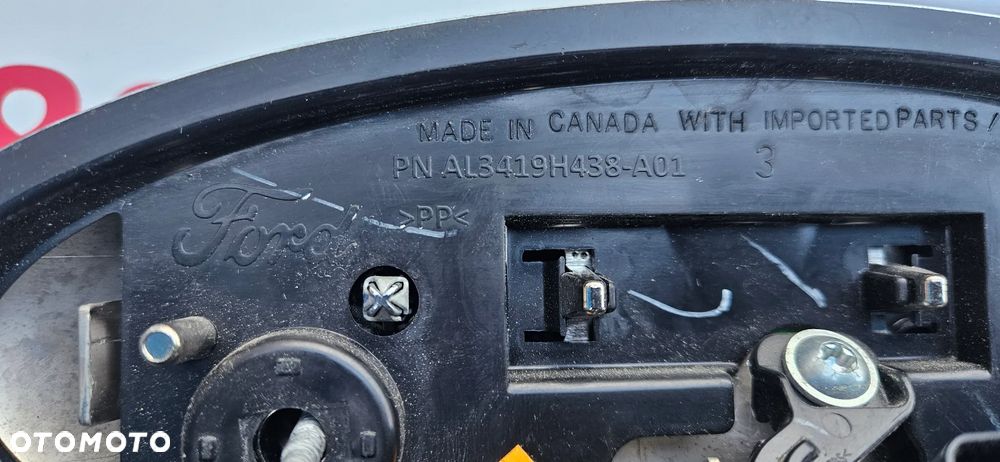 MADE IN CANADA WITH IMPORTED PARTS/
PN AL3419H438-A01 3
Ford >PP<
OTOMOTO